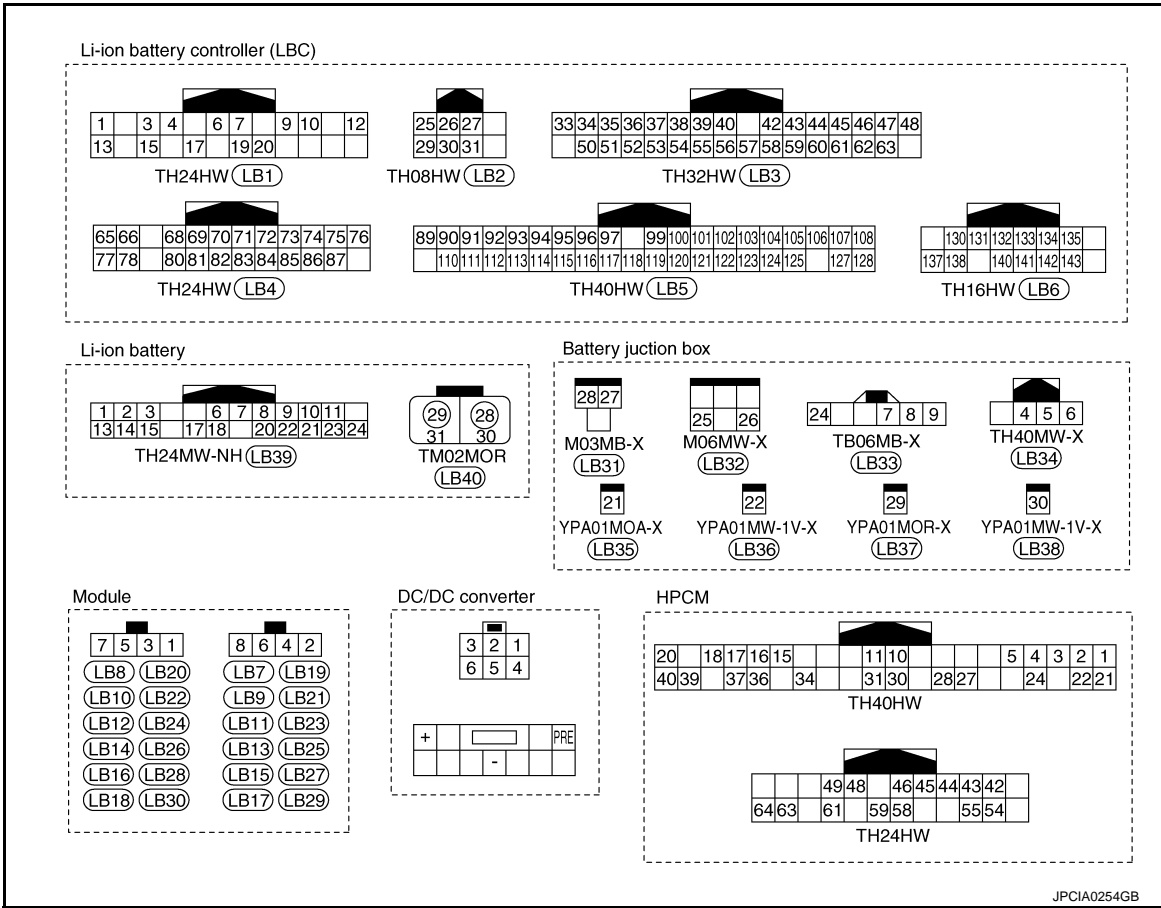 Li-ion battery controller (LBC)
1 3 4 6 7 9 10 12
13 15 17 19 20
TH24HW LB1
25 26 27
29 30 31
TH08HW LB2
33 34 35 36 37 38 39 40 42 43 44 45 46 47 48
50 51 52 53 54 55 56 57 58 59 60 61 62 63
TH32HW LB3
65 66 68 69 70 71 72 73 74 75 76
77 78 80 81 82 83 84 85 86 87
TH24HW LB4
89 90 91 92 93 94 95 96 97 99 100 101 102 103 104 105 106 107 108
110 111 112 113 114 115 116 117 118 119 120 121 122 123 124 125 127 128
TH40HW LB5
130 131 132 133 134 135
137 138 140 141 142 143
TH16HW LB6
Li-ion battery
1 2 3 6 7 8 9 10 11
13 14 15 17 18 20 22 21 23 24
TH24MW-NH LB39
29 28
31 30
TM02MOR
LB40
Battery juction box
28 27
M03MB-X
LB31
25 26
M06MW-X
LB32
24 7 8 9
TB06MB-X
LB33
4 5 6
TH40MW-X
LB34
21
YPA01MOA-X
LB35
22
YPA01MW-1V-X
LB36
29
YPA01MOR-X
LB37
30
YPA01MW-1V-X
LB38
Module
7 5 3 1
LB8 LB20
LB10 LB22
LB12 LB24
LB14 LB26
LB16 LB28
LB18 LB30
8 6 4 2
LB7 LB19
LB9 LB21
LB11 LB23
LB13 LB25
LB15 LB27
LB17 LB29
DC/DC converter
3 2 1
6 5 4
+ PRE
-
HPCM
20 18 17 16 15 11 10 5 4 3 2 1
40 39 37 36 34 31 30 28 27 24 22 21
TH40HW
49 48 46 45 44 43 42
64 63 61 59 58 55 54
TH24HW
JPCIA0254GB